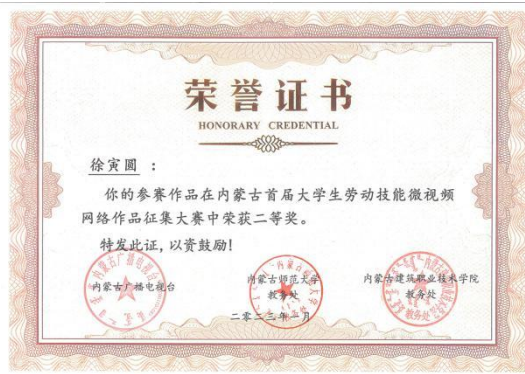 荣誉证书
HONORARY CREDENTIAL
徐寅圆 :
你的参赛作品在内蒙古首届大学生劳动技能微视频
网络作品征集大赛中荣获二等奖。
特发此证,以资鼓励!
内蒙古广播电视台
内蒙古师范大学
教务处
内蒙古建筑职业技术学院
教务处
二零二三年一月